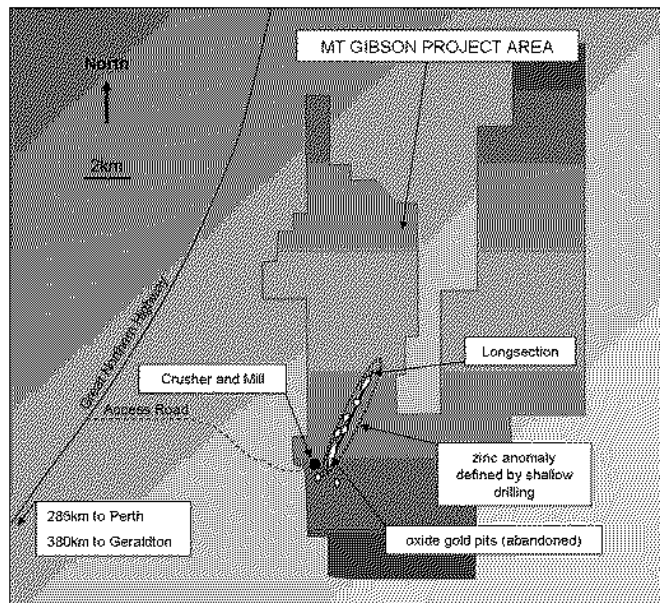 MT GIBSON PROJECT AREA
North
2km
Great Northern Highway
Longsection
Crusher and Mill
Access Road
zinc anomaly
defined by shallow
drilling
285km to Perth
380km to Geraldton
oxide gold pits (abandoned)